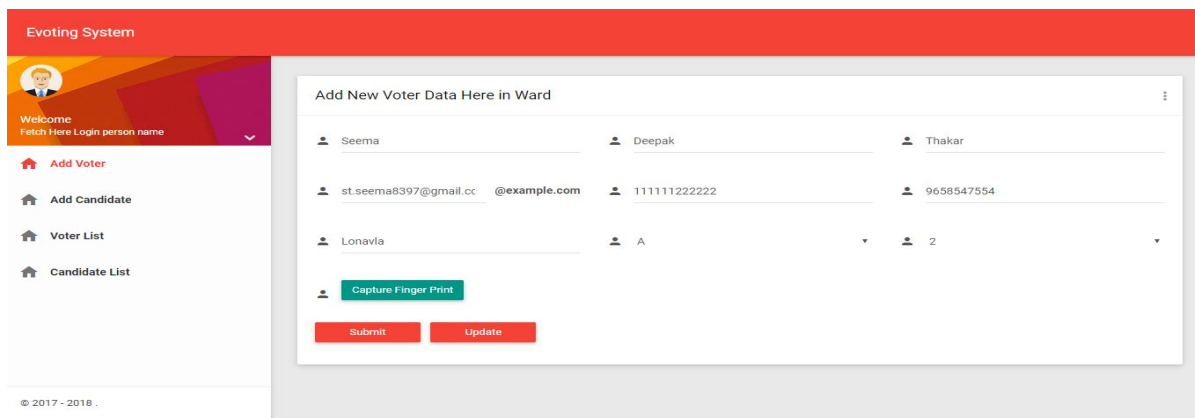 Evoting System
Welcome
Fetch Here Login person name
Add Voter
Add Candidate
Voter List
Candidate List
© 2017 - 2018 .
Add New Voter Data Here in Ward
Seema Deepak Thakar
st.seema8397@gmail.cc @example.com 111111222222 9658547554
Lonavla A 2
Capture Finger Print
Submit Update